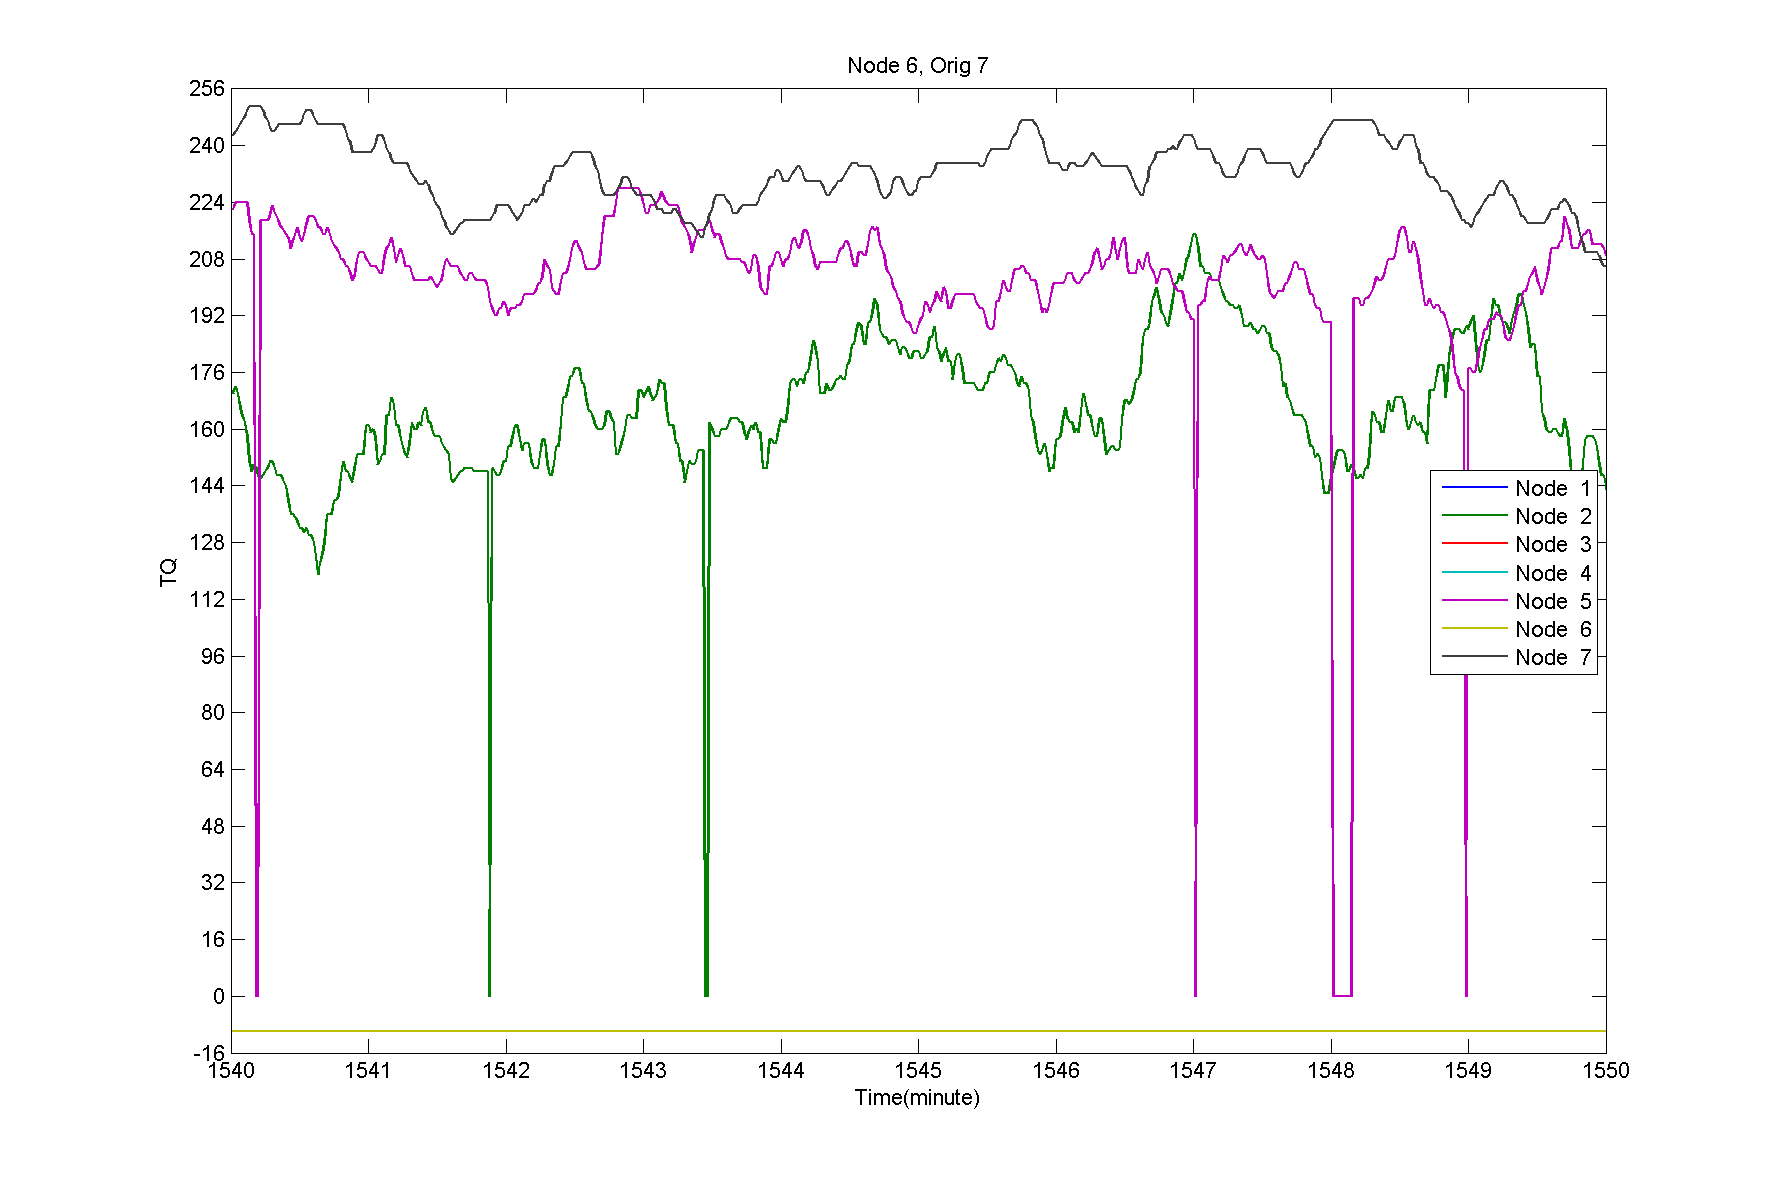 Node 6, Orig 7
256
240
224
208
192
176
160
144
128
112
96
80
64
48
32
16
0
-16
TQ
Node 1
Node 2
Node 3
Node 4
Node 5
Node 6
Node 7
1540 1541 1542 1543 1544 1545 1546 1547 1548 1549 1550
Time(minute)